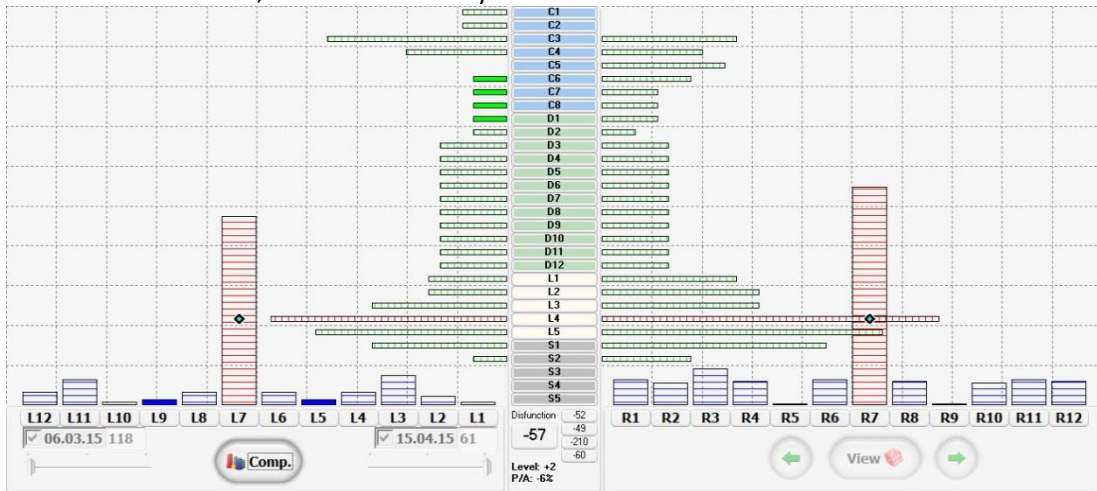 C1
C2
C3
C4
C5
C6
C7
C8
D1
D2
D3
D4
D5
D6
D7
D8
D9
D10
D11
D12
L1
L2
L3
L4
L5
S1
S2
S3
S4
S5
L12 L11 L10 L9 L8 L7 L6 L5 L4 L3 L2 L1
R1 R2 R3 R4 R5 R6 R7 R8 R9 R10 R11 R12
06.03.15 118
Comp.
15.04.15 61
Disfunction
-57
-52
-49
-210
-60
Level: +2
P/A: -6%
View